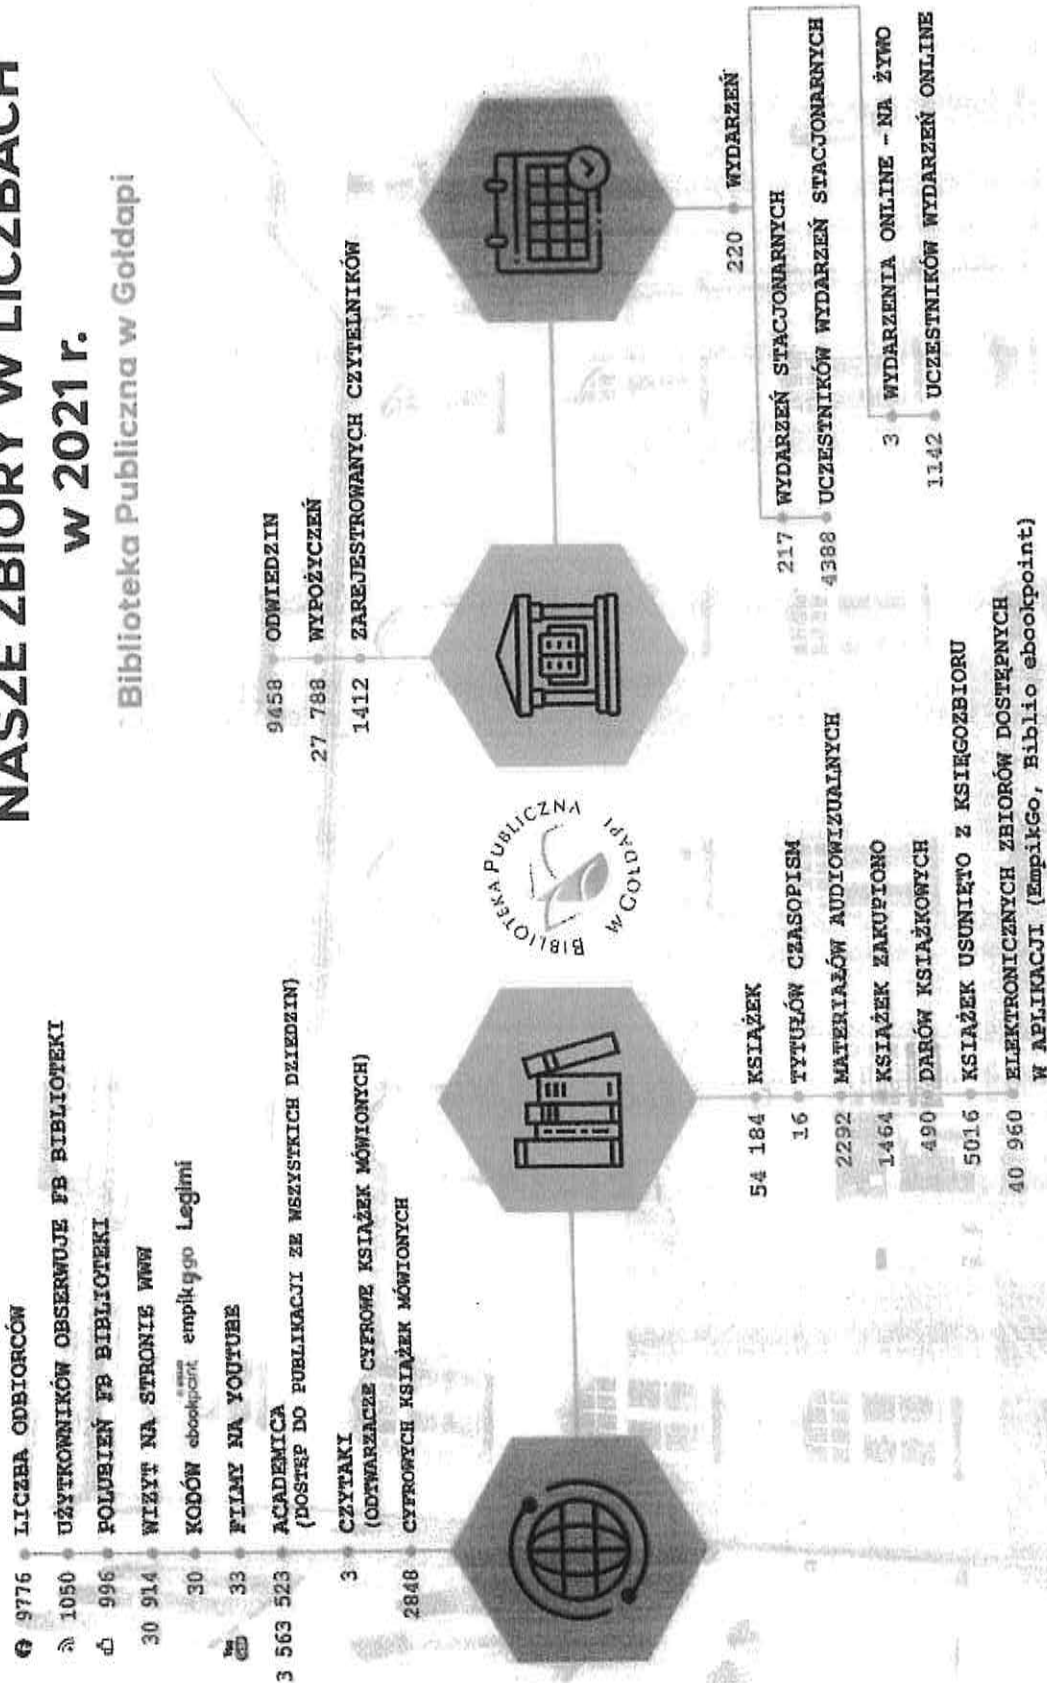 NASZE ZBIORY W LICZBACH
w 2021 r.
Biblioteka Publiczna w Gołdapi
9776 LICZBA ODBIORCÓW
1050 UŻYTKOWNIKÓW OBSERWUJE FB BIBLIOTEKI
996 POLUBIEŃ FB BIBLIOTEKI
30 914 WIZYT NA STRONIE WWW
30 KODÓW ebookpoint empikgo Legimi
33 FILMY NA YOUTUBE
3 563 523 ACADEMICA
(DOSTĘP DO PUBLIKACJI ZE WSZYSTKICH DZIEDZIN)
3 CZYTAKI
(ODTWARZACZE CYFROWE KSIĄŻEK MÓWIONYCH)
2848 CYFROWYCH KSIĄŻEK MÓWIONYCH
54 184 KSIĄŻEK
16 TYTUŁÓW CZASOPISM
2292 MATERIAŁÓW AUDIOWIZUALNYCH
1464 KSIĄŻEK ZAKUPIONO
490 DARÓW KSIĄŻKOWYCH
5016 KSIĄŻEK USUNIĘTO Z KSIĘGOZBIORU
40 960 ELEKTRONICZNYCH ZBIORÓW DOSTĘPNYCH
W APLIKACJI (EmpikGo, Biblio ebookpoint)
BIBLIOTEKA PUBLICZNA
W GOŁDAPI
9458 ODWIEDZIN
27 788 WYPOŻYCZEŃ
1412 ZAREJESTROWANYCH CZYTELNIKÓW
220 WYDARZEŃ
217 WYDARZEŃ STACJONARNYCH
4388 UCZESTNIKÓW WYDARZEŃ STACJONARNYCH
3 WYDARZENIA ONLINE - NA ŻYWO
1142 UCZESTNIKÓW WYDARZEŃ ONLINE